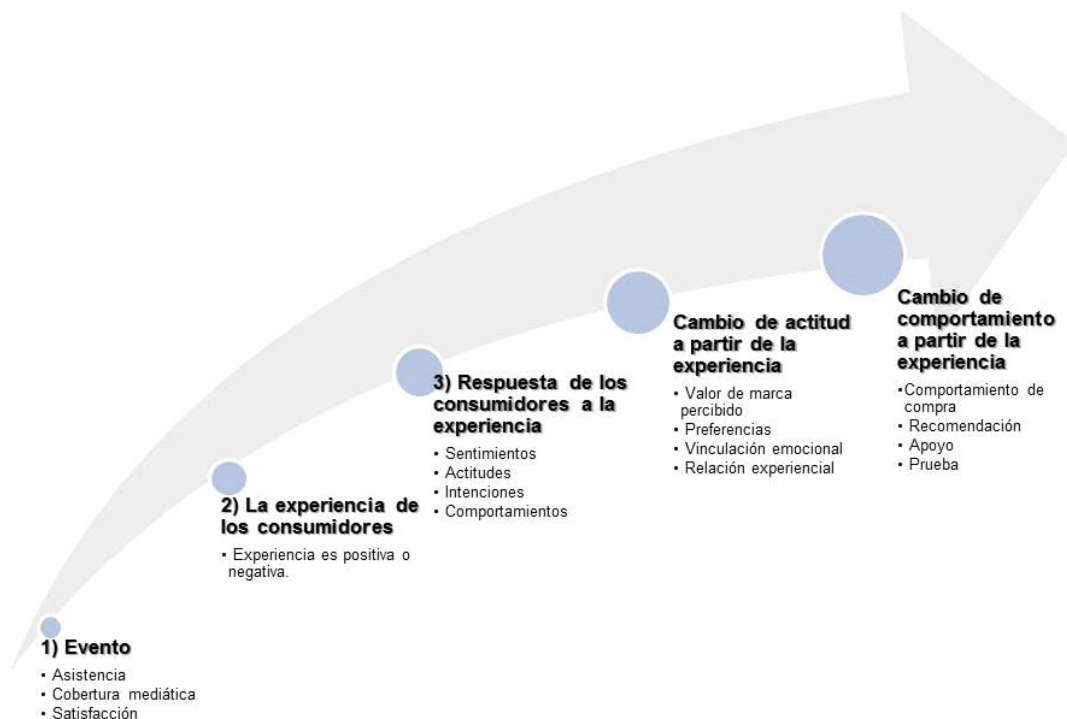 1) Evento
• Asistencia
• Cobertura mediática
• Satisfacción
2) La experiencia de
los consumidores
• Experiencia es positiva o
negativa.
3) Respuesta de los
consumidores a la
experiencia
• Sentimientos
• Actitudes
• Intenciones
• Comportamientos
Cambio de actitud
a partir de la
experiencia
• Valor de marca
percibido
• Preferencias
• Vinculación emocional
• Relación experiencial
Cambio de
comportamiento
a partir de la
experiencia
•Comportamiento de
compra
• Recomendación
• Apoyo
• Prueba